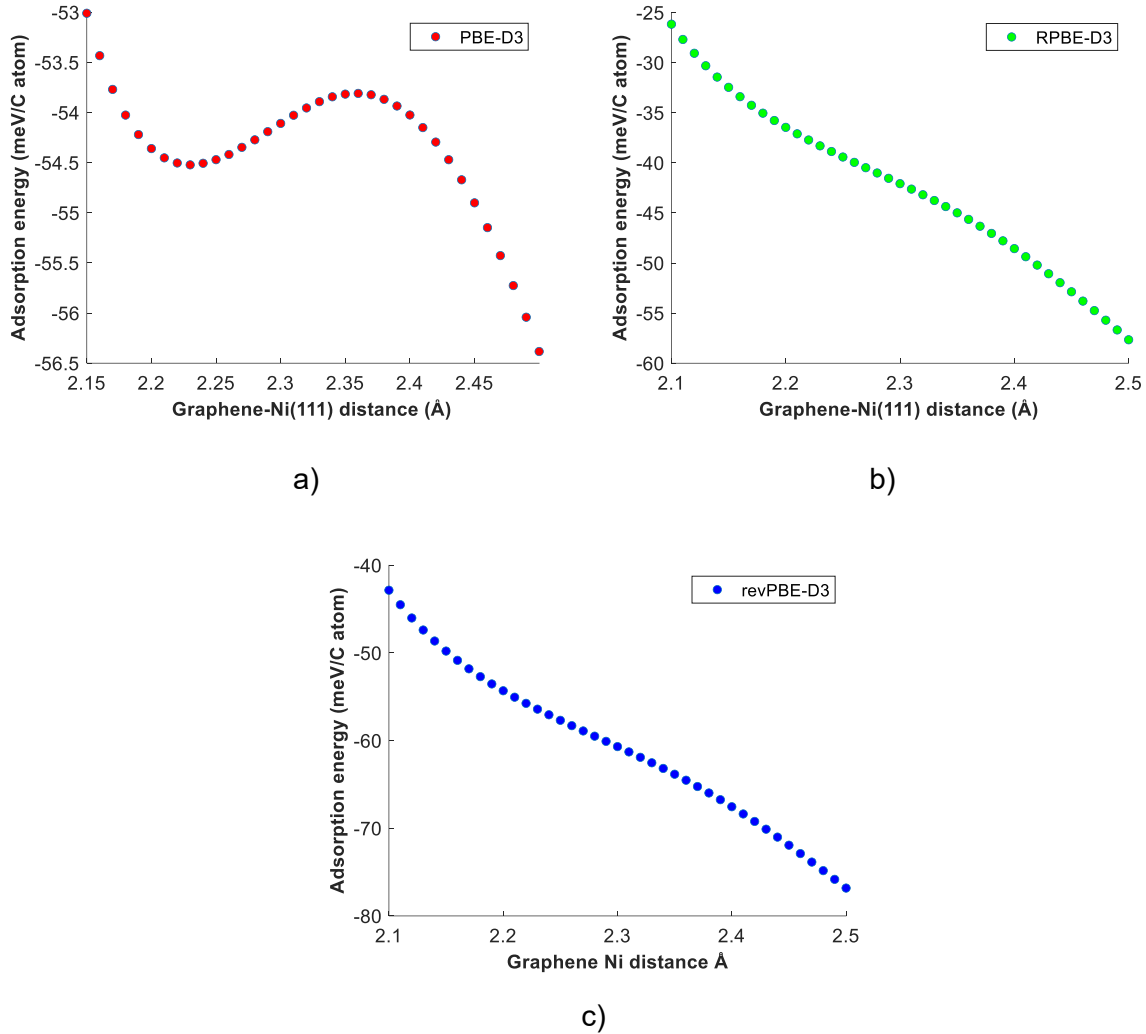 -53
-53.5
-54
-54.5
-55
-55.5
-56
-56.5
Adsorption energy (meV/C atom)
PBE-D3
2.15 2.2 2.25 2.3 2.35 2.4 2.45
Graphene-Ni(111) distance (Å)
a)
-25
-30
-35
-40
-45
-50
-55
-60
Adsorption energy (meV/C atom)
RPBE-D3
2.1 2.2 2.3 2.4 2.5
Graphene-Ni(111) distance (Å)
b)
-40
-50
-60
-70
-80
Adsorption energy (meV/C atom)
revPBE-D3
2.1 2.2 2.3 2.4 2.5
Graphene Ni distance Å
c)